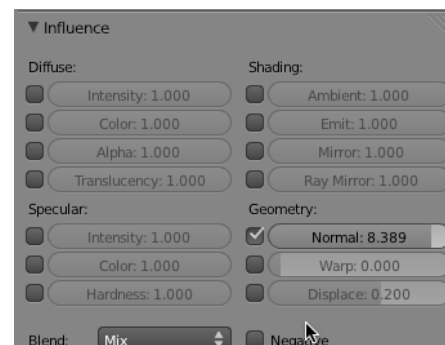 Influence
Diffuse: Shading:
Intensity: 1.000 Ambient: 1.000
Color: 1.000 Emit: 1.000
Alpha: 1.000 Mirror: 1.000
Translucency: 1.000 Ray Mirror: 1.000
Specular: Geometry:
Intensity: 1.000 Normal: 8.389
Color: 1.000 Warp: 0.000
Hardness: 1.000 Displace: 0.200
Blend: Mix Negative